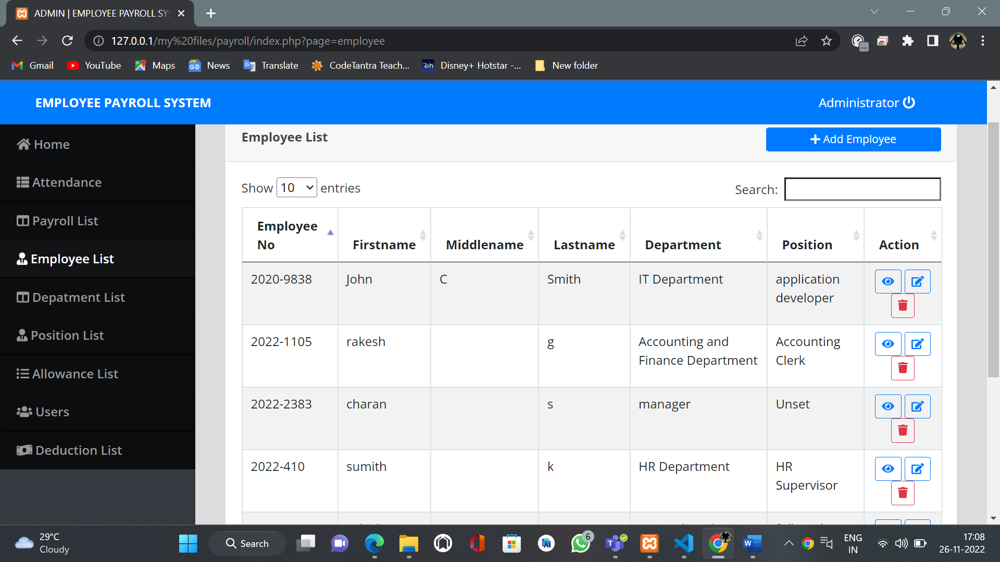 ADMIN | EMPLOYEE PAYROLL SYS
127.0.0.1/my%20files/payroll/index.php?page=employee
Gmail YouTube Maps News Translate CodeTantra Teach... Disney+ Hotstar -... New folder
EMPLOYEE PAYROLL SYSTEM
Administrator
Home
Attendance
Payroll List
Employee List
Depatment List
Position List
Allowance List
Users
Deduction List
Employee List
Add Employee
Show 10 entries
Search:
Employee No Firstname Middlename Lastname Department Position Action
2020-9838 John C Smith IT Department application developer
2022-1105 rakesh g Accounting and Finance Department Accounting Clerk
2022-2383 charan s manager Unset
2022-410 sumith k HR Department HR Supervisor
29°C
Cloudy
Search
6
ENG
IN
17:08
26-11-2022